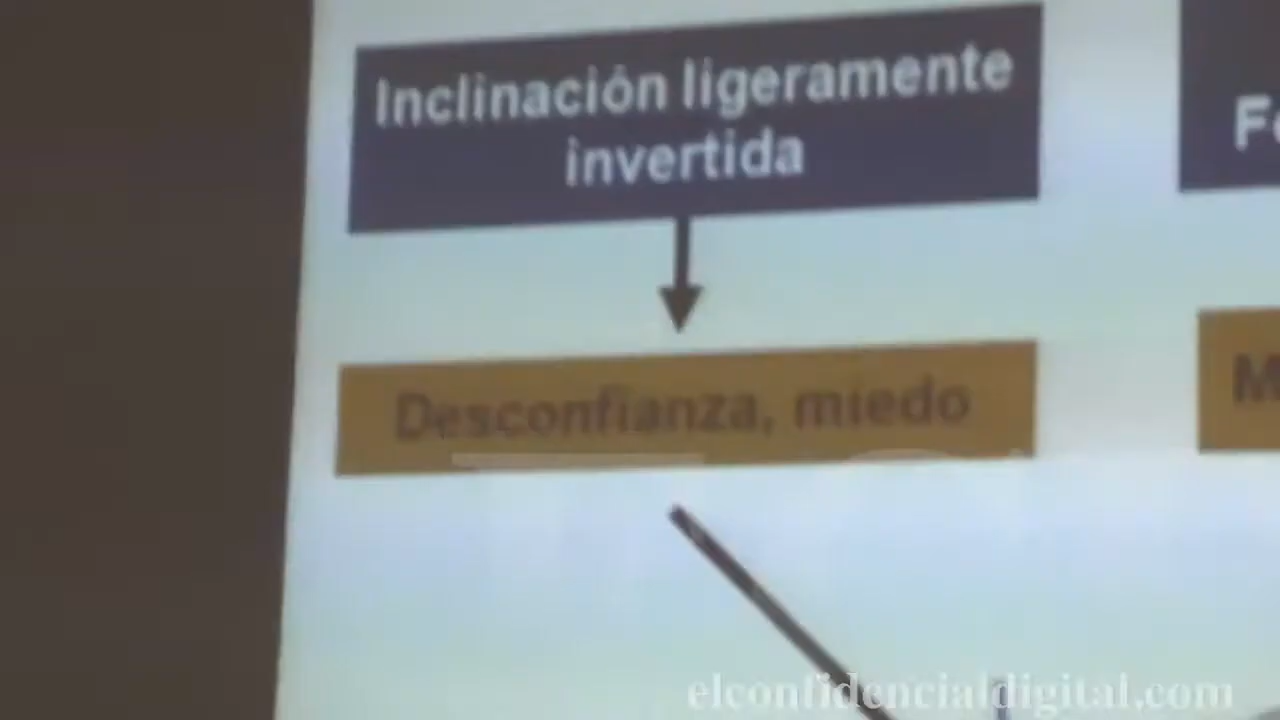 Inclinación ligeramente
invertida
Desconfianza, miedo
elconfidencialdigital.com